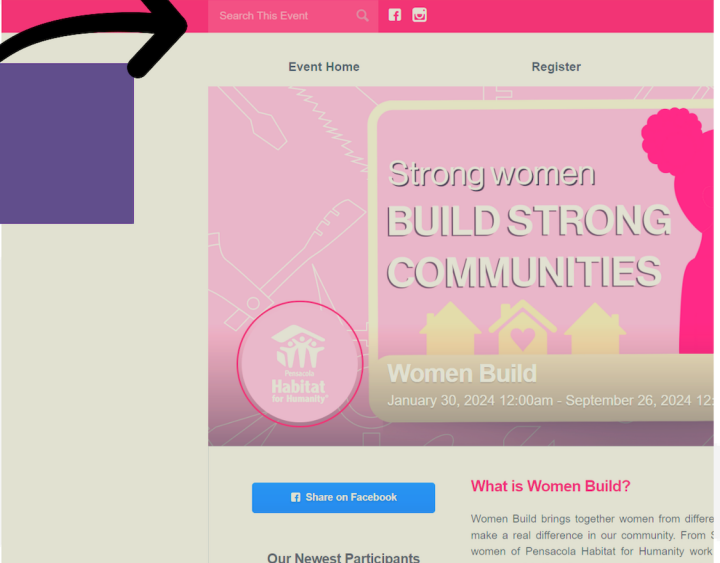 Search This Event
Event Home
Register
Strong women
BUILD STRONG
COMMUNITIES
Pensacola
Habitat
for Humanity®
Women Build
January 30, 2024 12:00am - September 26, 2024 12:
Share on Facebook
What is Women Build?
Women Build brings together women from differe
make a real difference in our community. From S
women of Pensacola Habitat for Humanity work
Our Newest Participants